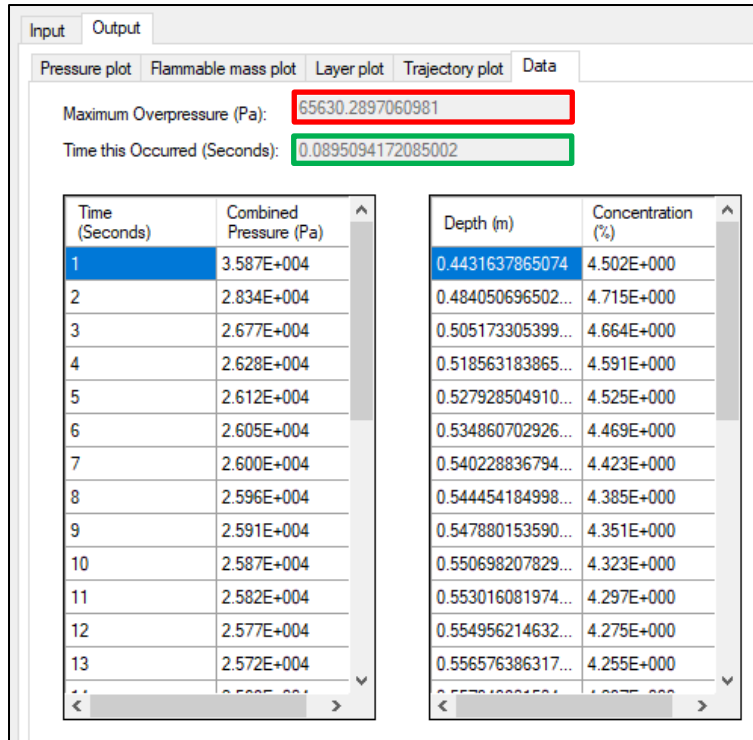 Input Output
Pressure plot Flammable mass plot Layer plot Trajectory plot Data
Maximum Overpressure (Pa): 65630.2897060981
Time this Occurred (Seconds): 0.0895094172085002
Time (Seconds) Combined Pressure (Pa) Depth (m) Concentration (%)
1 3.587E+004 0.4431637865074 4.502E+000
2 2.834E+004 0.484050696502... 4.715E+000
3 2.677E+004 0.505173305399... 4.664E+000
4 2.628E+004 0.518563183865... 4.591E+000
5 2.612E+004 0.527928504910... 4.525E+000
6 2.605E+004 0.534860702926... 4.469E+000
7 2.600E+004 0.540228836794... 4.423E+000
8 2.596E+004 0.544454184998... 4.385E+000
9 2.591E+004 0.547880153590... 4.351E+000
10 2.587E+004 0.550698207829... 4.323E+000
11 2.582E+004 0.553016081974... 4.297E+000
12 2.577E+004 0.554956214632... 4.275E+000
13 2.572E+004 0.556576386317... 4.255E+000